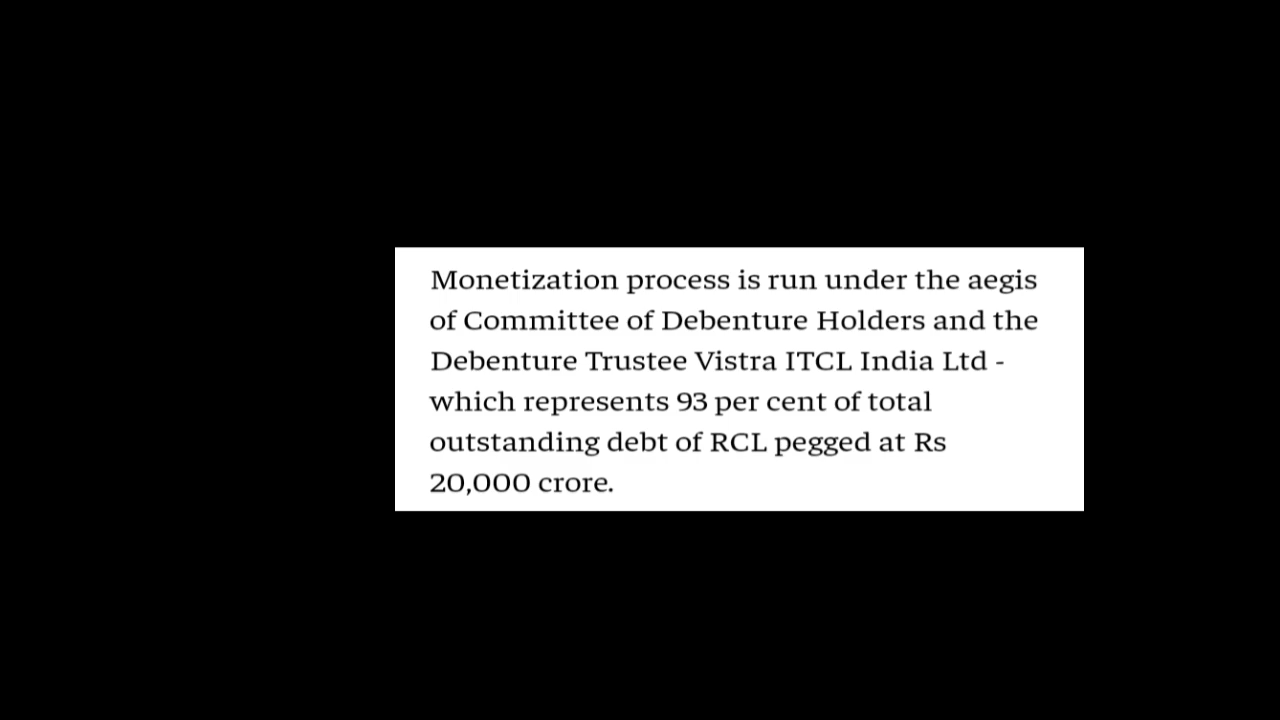 Monetization process is run under the aegis
of Committee of Debenture Holders and the
Debenture Trustee Vistra ITCL India Ltd -
which represents 93 per cent of total
outstanding debt of RCL pegged at Rs
20,000 crore.